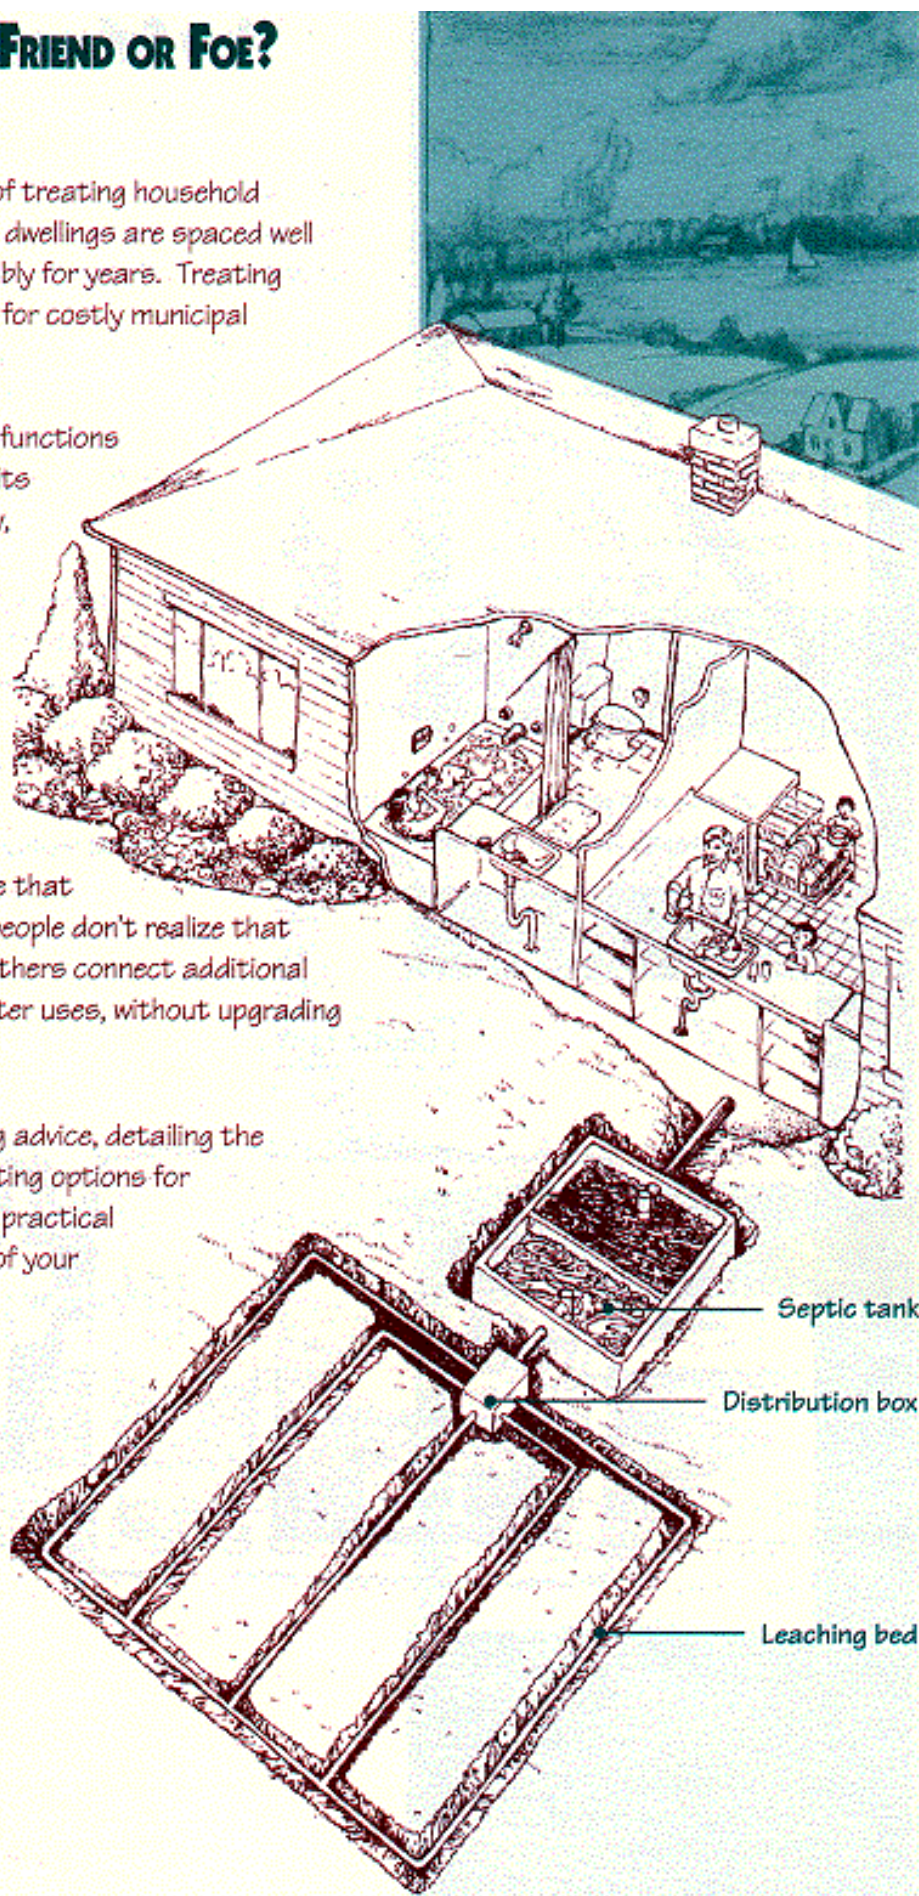 FRIEND OR FOE?
of treating household
dwellings are spaced well
bly for years. Treating
for costly municipal
functions
its
e that
people don't realize that
thers connect additional
ter uses, without upgrading
g advice, detailing the
ting options for
practical
of your
Septic tank
Distribution box
Leaching bed